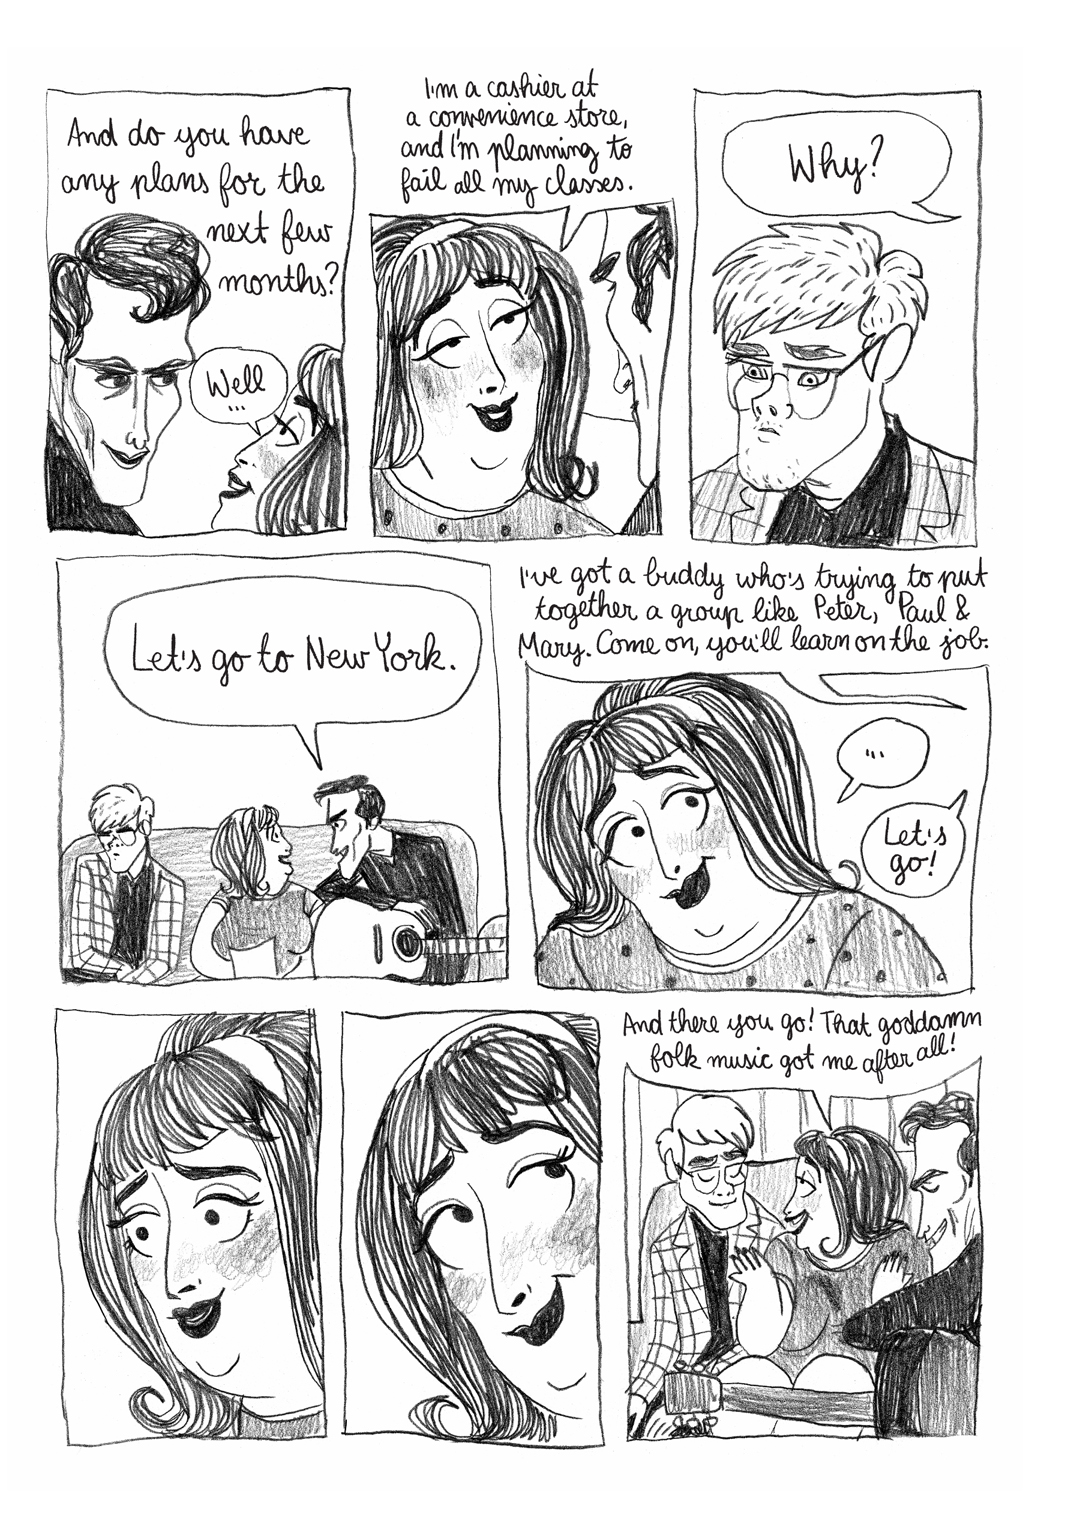 And do you have
any plans for the
next few
months?
Well
...
I'm a cashier at
a convenience store,
and I'm planning to
fail all my classes.
Why?
Let's go to New York.
I've got a buddy who's trying to put
together a group like Peter, Paul &
Mary. Come on, you'll learn on the job.
...
Let's
go!
And there you go! That goddamn
folk music got me after all!